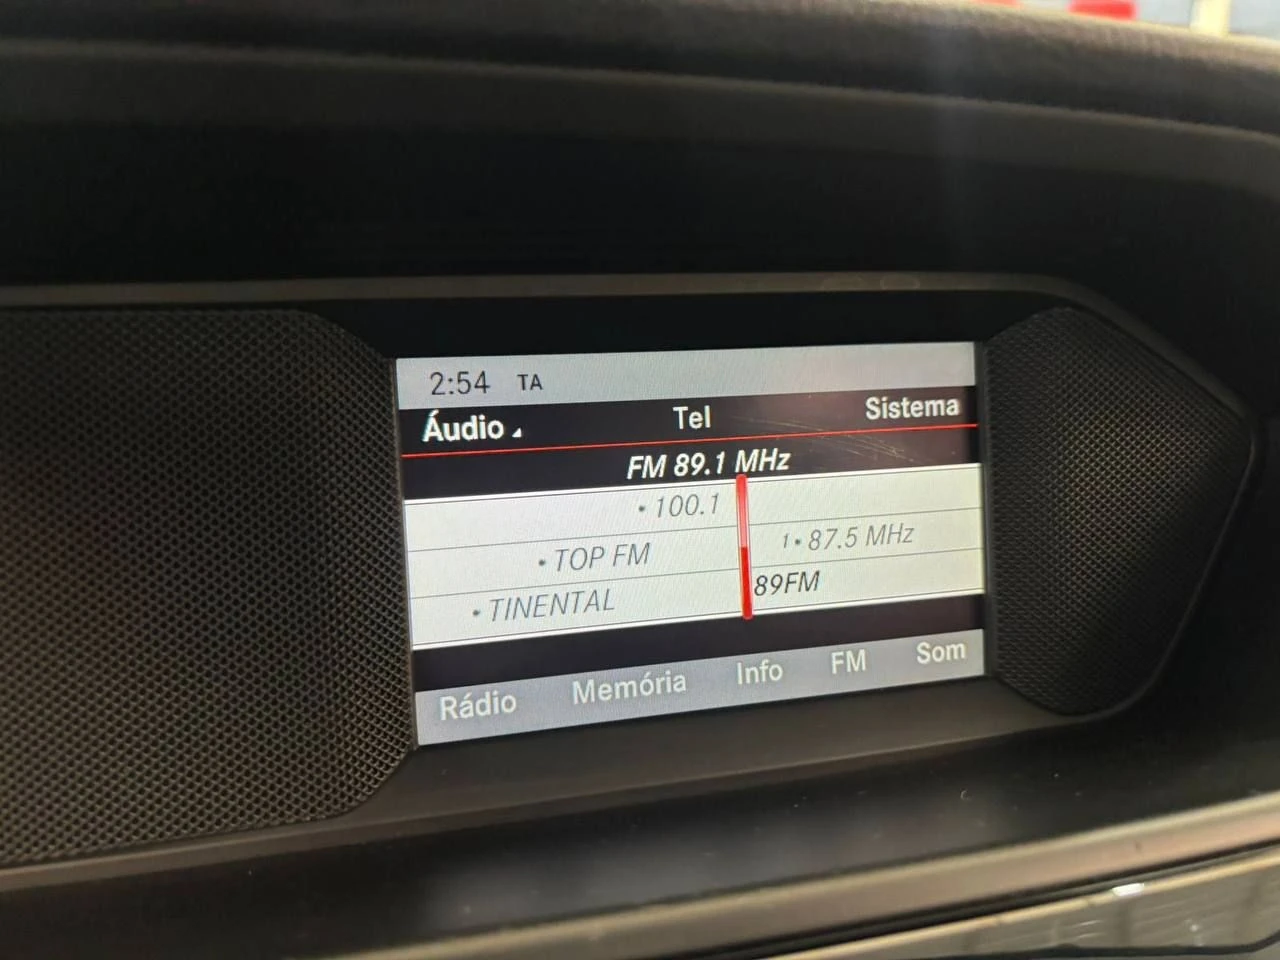 2:54 TA
Áudio Tel Sistema
FM 89.1 MHz
• 100.1
1 • 87.5 MHz
• TOP FM
89FM
• TINENTAL
Rádio Memória Info FM Som